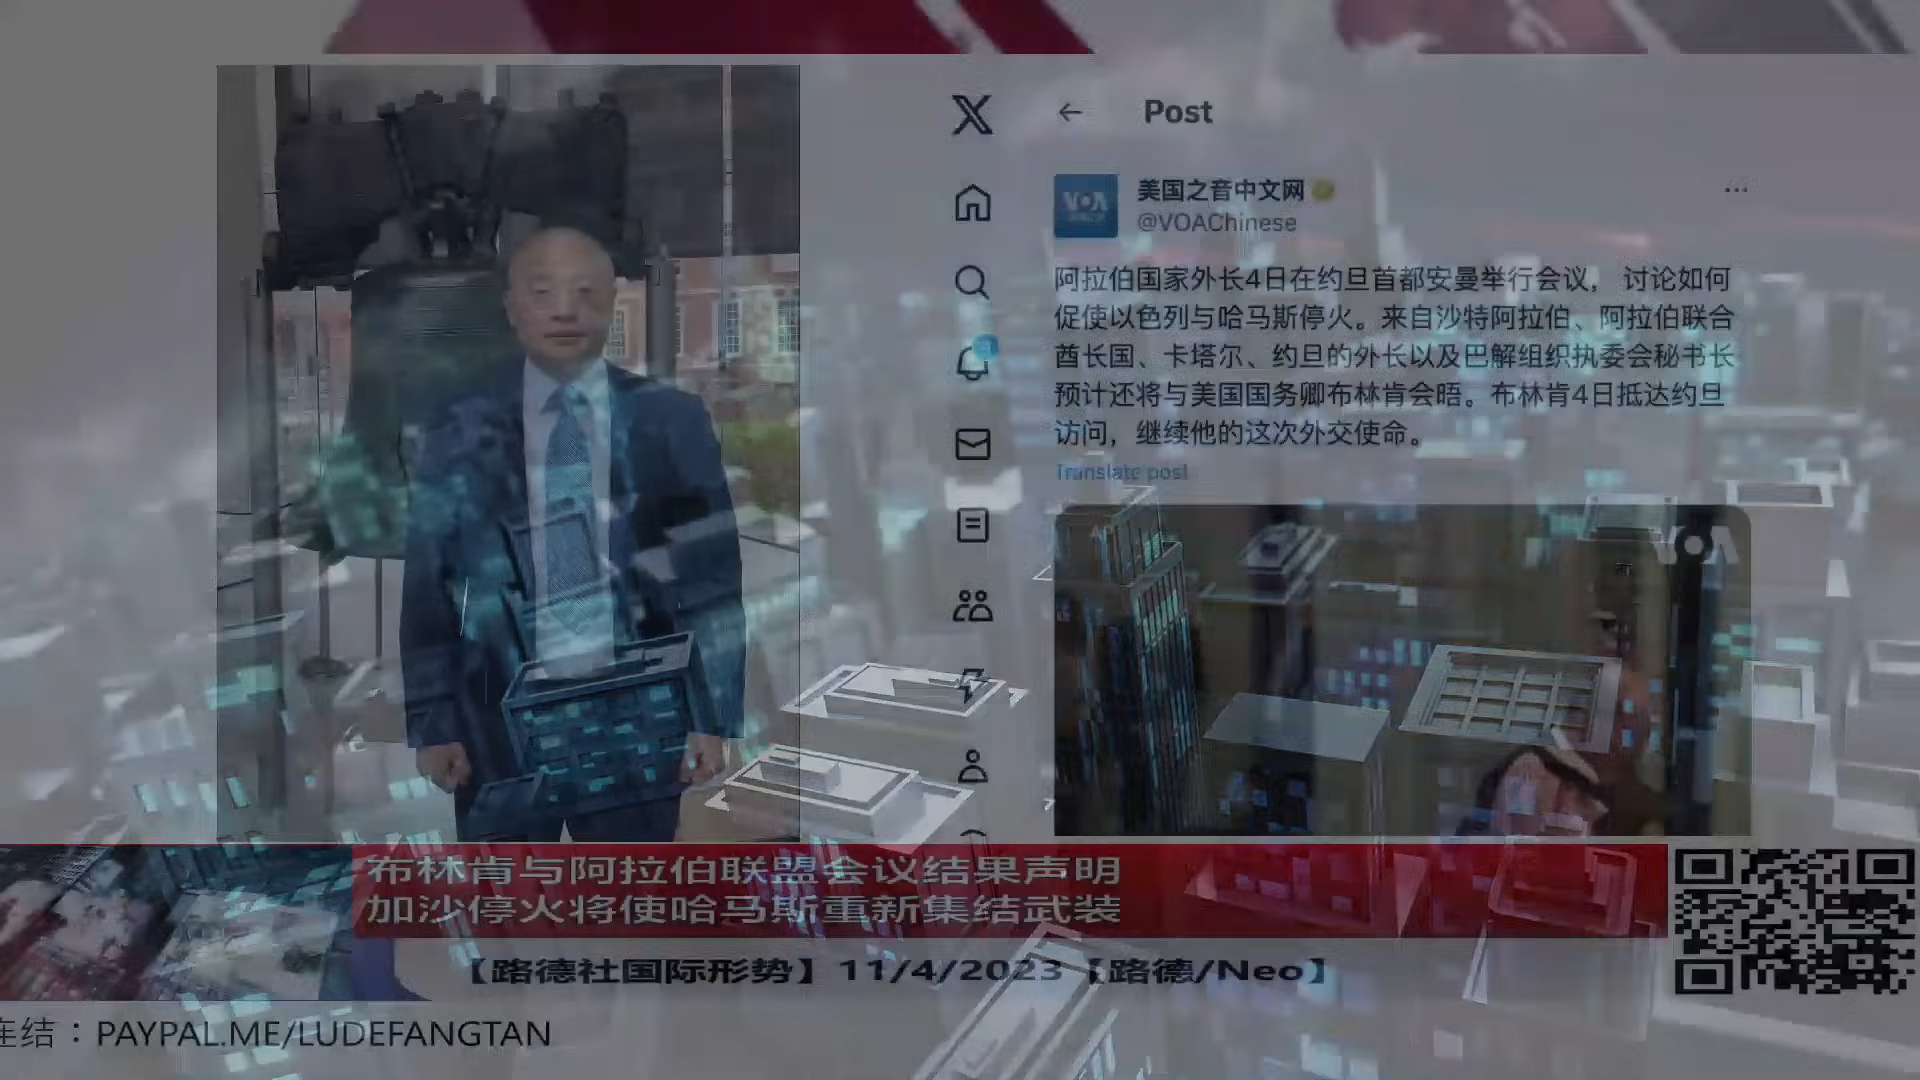 Post
VOA
美国之音中文网
@VOAChinese
阿拉伯国家外长4日在约旦首都安曼举行会议，讨论如何
促使以色列与哈马斯停火。来自沙特阿拉伯、阿拉伯联合
酋长国、卡塔尔、约旦的外长以及巴解组织执委会秘书长
预计还将与美国国务卿布林肯会晤。布林肯4日抵达约旦
访问，继续他的这次外交使命。
Translate post
VOA
布林肯与阿拉伯联盟会议结果声明
加沙停火将使哈马斯重新集结武装
【路德社国际形势】11/4/2023【路德/Neo】
连结：PAYPAL.ME/LUDEFANGTAN